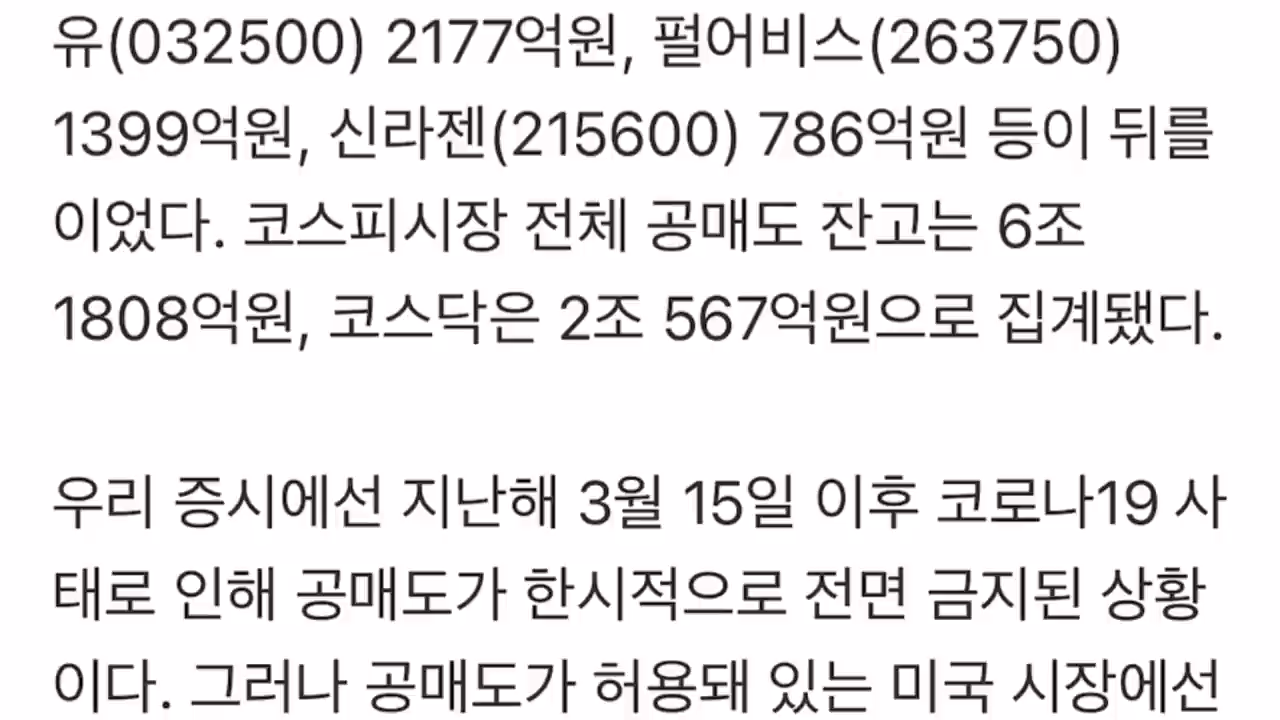 유(032500) 2177억원, 펄어비스(263750)
1399억원, 신라젠(215600) 786억원 등이 뒤를
이었다. 코스피시장 전체 공매도 잔고는 6조
1808억원, 코스닥은 2조 567억원으로 집계됐다.
우리 증시에선 지난해 3월 15일 이후 코로나19 사
태로 인해 공매도가 한시적으로 전면 금지된 상황
이다. 그러나 공매도가 허용돼 있는 미국 시장에선